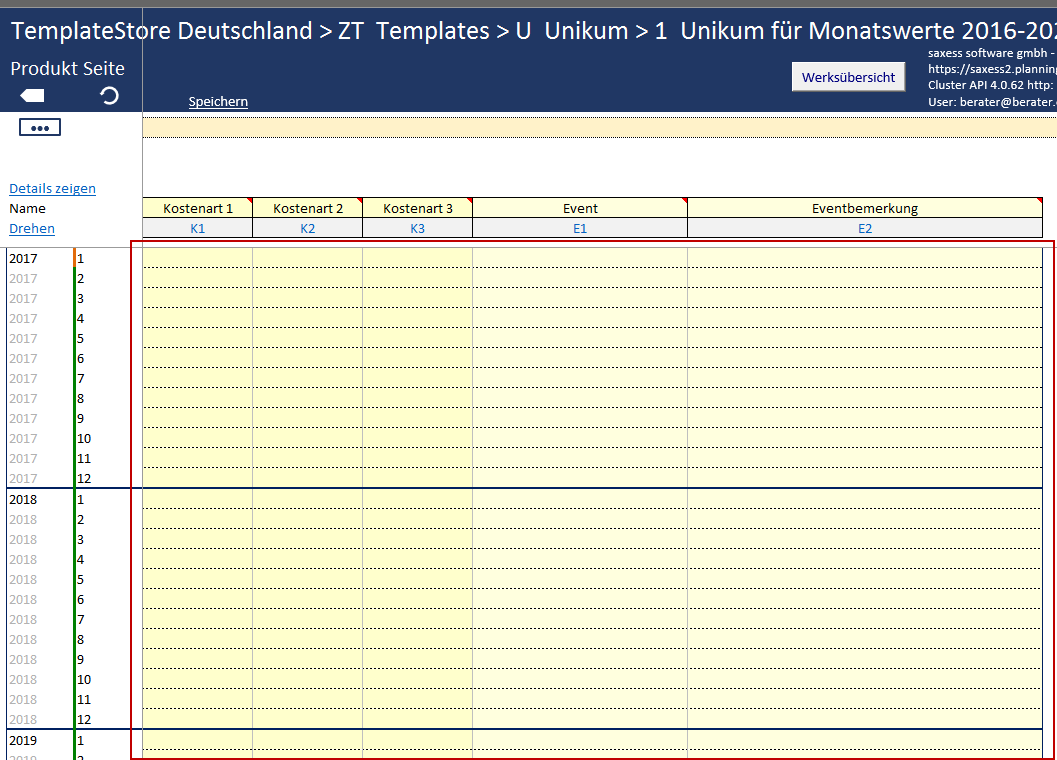 TemplateStore Deutschland > ZT Templates > U Unikum > 1 Unikum für Monatswerte 2016-202
Produkt Seite
saxess software gmbh -
https://saxess2.planning
Cluster API 4.0.62 http:
User: berater@berater.
Werksübersicht
Speichern
Details zeigen
Name Kostenart 1 Kostenart 2 Kostenart 3 Event Eventbemerkung
Drehen K1 K2 K3 E1 E2
2017 1
2017 2
2017 3
2017 4
2017 5
2017 6
2017 7
2017 8
2017 9
2017 10
2017 11
2017 12
2018 1
2018 2
2018 3
2018 4
2018 5
2018 6
2018 7
2018 8
2018 9
2018 10
2018 11
2018 12
2019 1
2019 2